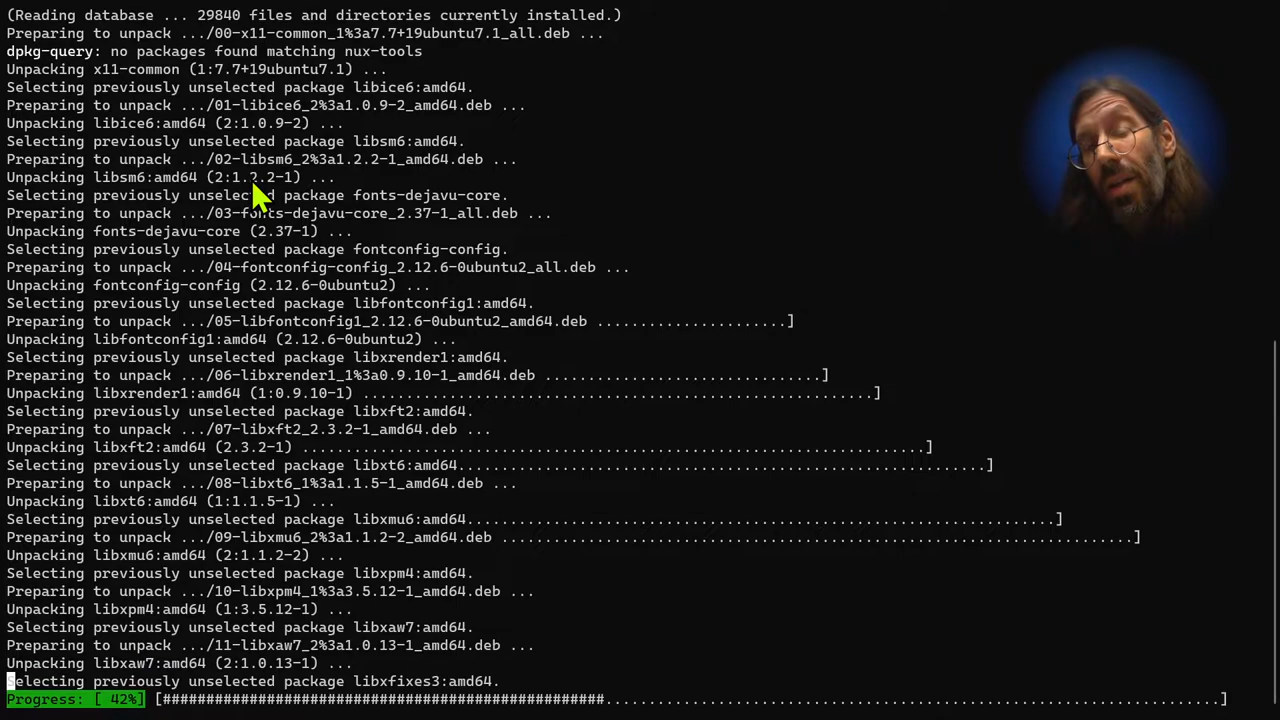 (Reading database ... 29840 files and directories currently installed.)
Preparing to unpack .../00-x11-common_1%3a7.7+19ubuntu7.1_all.deb ...
dpkg-query: no packages found matching nux-tools
Unpacking x11-common (1:7.7+19ubuntu7.1) ...
Selecting previously unselected package libice6:amd64.
Preparing to unpack .../01-libice6_2%3a1.0.9-2_amd64.deb ...
Unpacking libice6:amd64 (2:1.0.9-2) ...
Selecting previously unselected package libsm6:amd64.
Preparing to unpack .../02-libsm6_2%3a1.2.2-1_amd64.deb ...
Unpacking libsm6:amd64 (2:1.2.2-1) ...
Selecting previously unselected package fonts-dejavu-core.
Preparing to unpack .../03-fonts-dejavu-core_2.37-1_all.deb ...
Unpacking fonts-dejavu-core (2.37-1) ...
Selecting previously unselected package fontconfig-config.
Preparing to unpack .../04-fontconfig-config_2.12.6-0ubuntu2_all.deb ...
Unpacking fontconfig-config (2.12.6-0ubuntu2) ...
Selecting previously unselected package libfontconfig1:amd64.
Preparing to unpack .../05-libfontconfig1_2.12.6-0ubuntu2_amd64.deb ......................]
Unpacking libfontconfig1:amd64 (2.12.6-0ubuntu2) ...
Selecting previously unselected package libxrender1:amd64.
Preparing to unpack .../06-libxrender1_1%3a0.9.10-1_amd64.deb ................................]
Unpacking libxrender1:amd64 (1:0.9.10-1) ...........................................................]
Selecting previously unselected package libxft2:amd64.
Preparing to unpack .../07-libxft2_2.3.2-1_amd64.deb ...
Unpacking libxft2:amd64 (2.3.2-1) ........................................................................]
Selecting previously unselected package libxt6:amd64.............................................................]
Preparing to unpack .../08-libxt6_1%3a1.1.5-1_amd64.deb ...
Unpacking libxt6:amd64 (1:1.1.5-1) ...
Selecting previously unselected package libxmu6:amd64....................................................................]
Preparing to unpack .../09-libxmu6_2%3a1.1.2-2_amd64.deb .........................................................................]
Unpacking libxmu6:amd64 (2:1.1.2-2) ...
Selecting previously unselected package libxpm4:amd64.
Preparing to unpack .../10-libxpm4_1%3a3.5.12-1_amd64.deb ...
Unpacking libxpm4:amd64 (1:3.5.12-1) ...
Selecting previously unselected package libxaw7:amd64.
Preparing to unpack .../11-libxaw7_2%3a1.0.13-1_amd64.deb ...
Unpacking libxaw7:amd64 (2:1.0.13-1) ...
Selecting previously unselected package libxfixes3:amd64.
Progress: [ 42%] [###################################################.......................................................................]